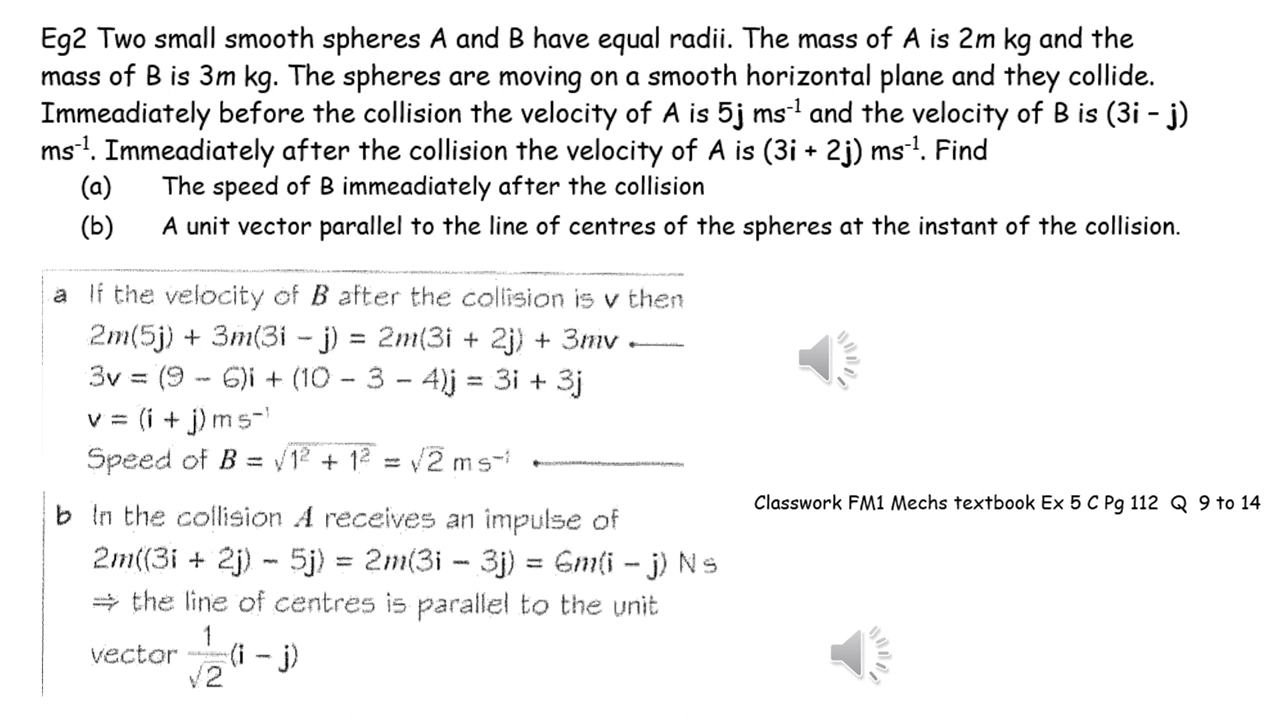 Eg2 Two small smooth spheres A and B have equal radii. The mass of A is 2m kg and the
mass of B is 3m kg. The spheres are moving on a smooth horizontal plane and they collide.
Immeadiately before the collision the velocity of A is 5j ms⁻¹ and the velocity of B is (3i – j)
ms⁻¹. Immeadiately after the collision the velocity of A is (3i + 2j) ms⁻¹. Find
(a) The speed of B immeadiately after the collision
(b) A unit vector parallel to the line of centres of the spheres at the instant of the collision.
a If the velocity of B after the collision is v then
2m(5j) + 3m(3i – j) = 2m(3i + 2j) + 3mv
3v = (9 – 6)i + (10 – 3 – 4)j = 3i + 3j
v = (i + j) m s⁻¹
Speed of B = √1² + 1² = √2 m s⁻¹
b In the collision A receives an impulse of
2m((3i + 2j) – 5j) = 2m(3i – 3j) = 6m(i – j) N s
⇒ the line of centres is parallel to the unit
vector 1/√2 (i – j)
Classwork FM1 Mechs textbook Ex 5 C Pg 112 Q 9 to 14